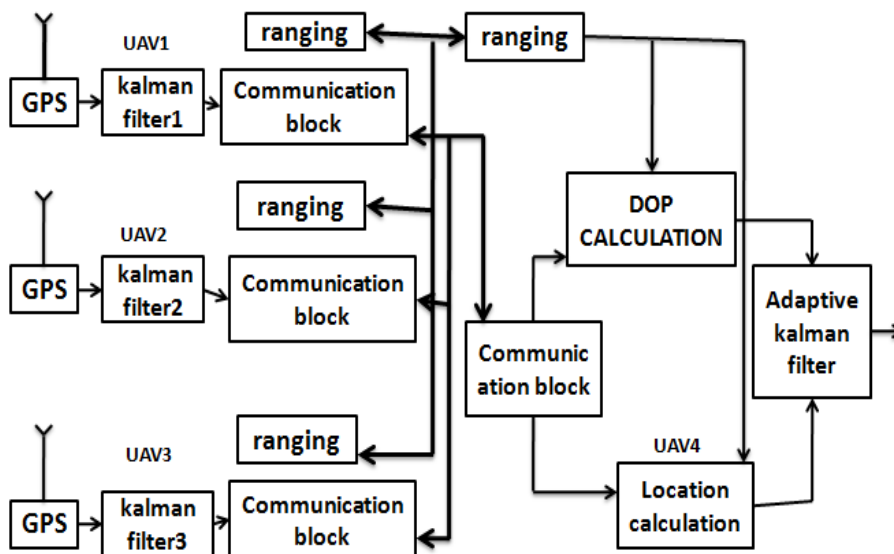 UAV1
ranging
ranging
GPS
kalman
filter1
Communication
block
ranging
DOP
CALCULATION
UAV2
GPS
kalman
filter2
Communication
block
Adaptive
kalman
filter
Communic
ation block
ranging
UAV3
UAV4
GPS
kalman
filter3
Communication
block
Location
calculation